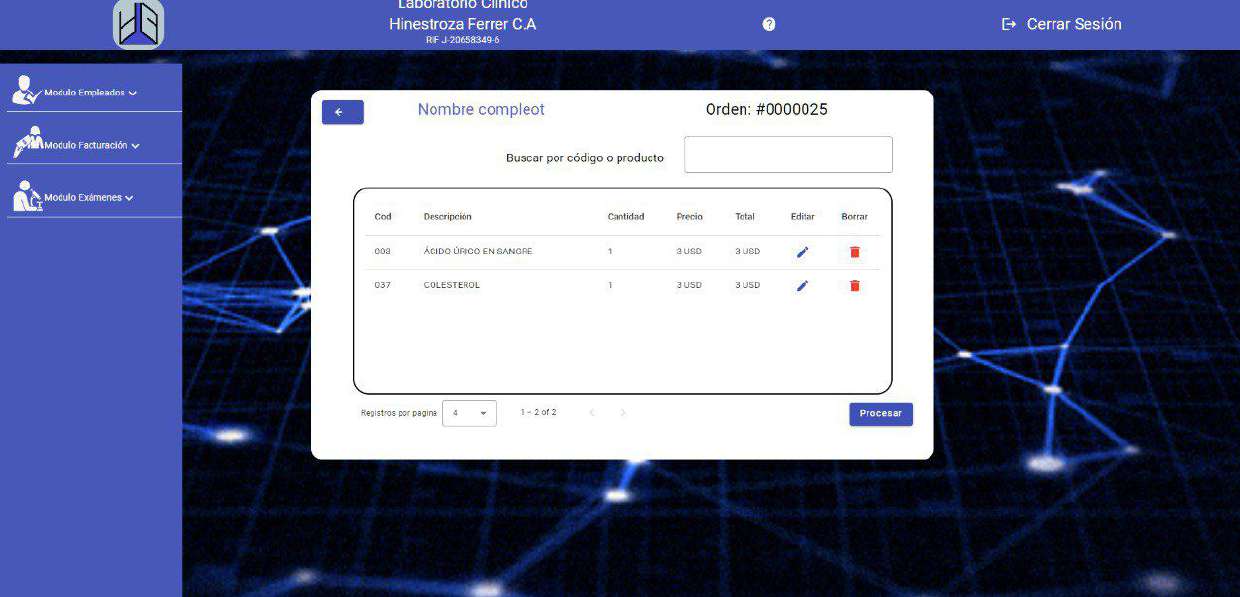 Laboratorio Clínico
Hinestroza Ferrer C.A
RIF J-20658349-6
? Cerrar Sesión
Modulo Empleados
Modulo Facturación
Modulo Exámenes
Nombre compleot
Orden: #0000025
Buscar por código o producto
Cod Descripción Cantidad Precio Total Editar Borrar
003 ÁCIDO ÚRICO EN SANGRE 1 3 USD 3 USD
037 COLESTEROL 1 3 USD 3 USD
Registros por pagina 4 1 – 2 of 2
Procesar